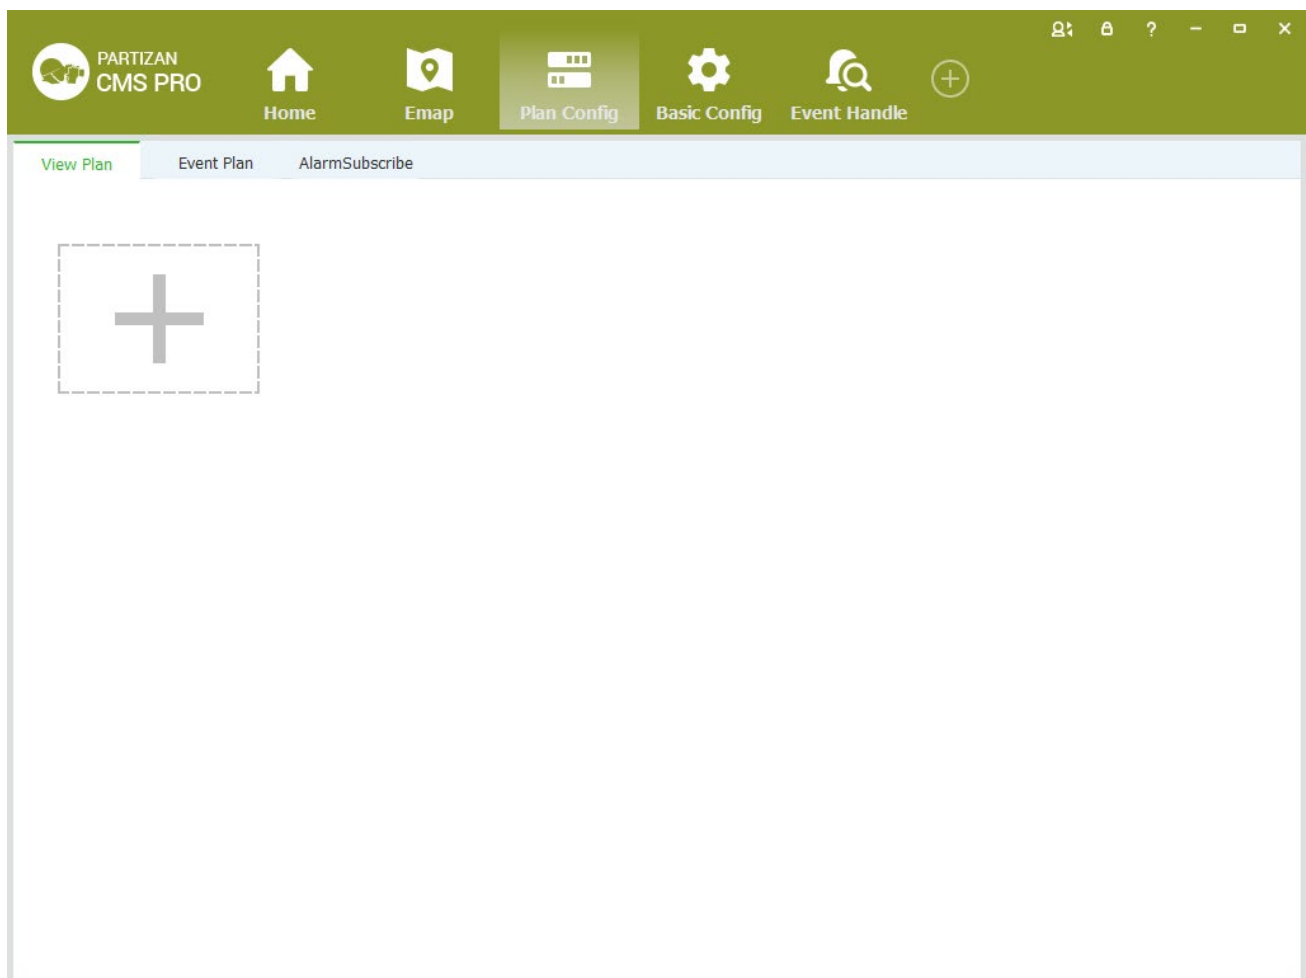 PARTIZAN
CMS PRO
Home
Emap
Plan Config
Basic Config
Event Handle
?
View Plan
Event Plan
AlarmSubscribe